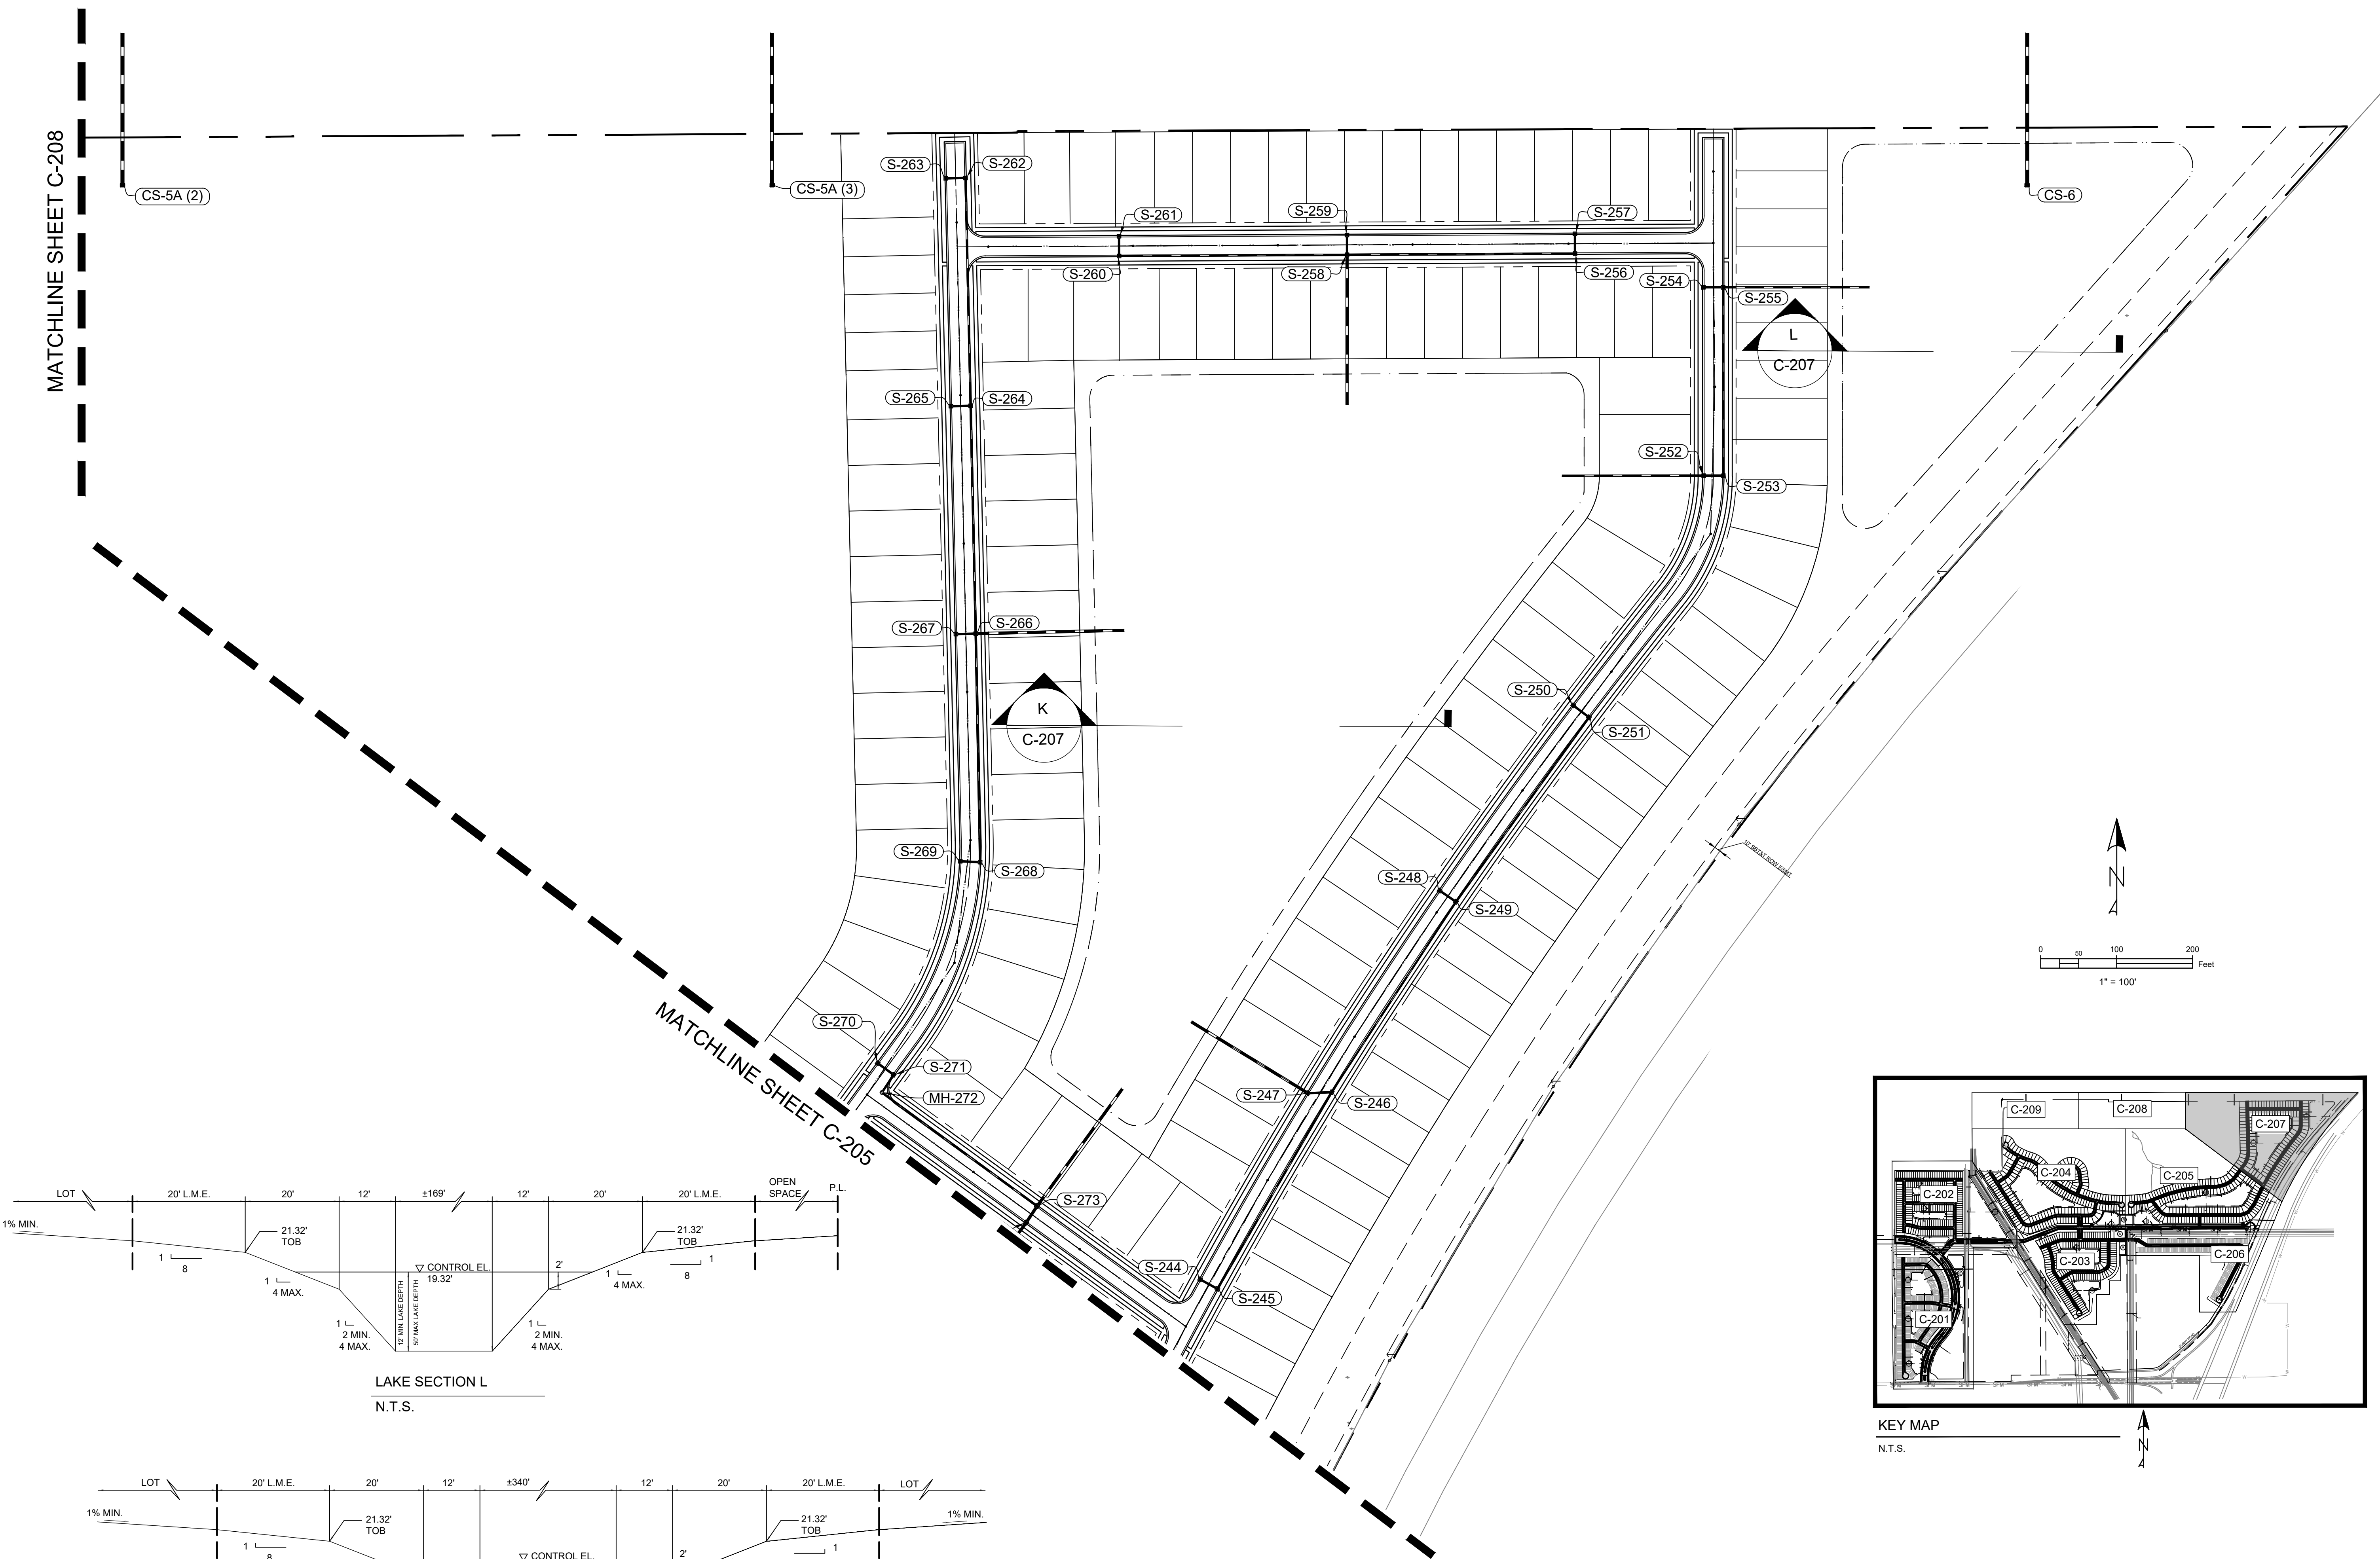 MATCHLINE SHEET C-208
CS-5A (2)
CS-5A (3)
CS-6
S-263
S-262
S-261
S-259
S-257
S-260
S-258
S-256
S-254
S-255
L
C-207
S-265
S-264
S-252
S-253
S-267
S-266
K
C-207
S-250
S-251
S-269
S-268
S-248
S-249
10' SBT&T ROW ESMT
N
0 50 100 200
Feet
1" = 100'
MATCHLINE SHEET C-205
S-270
S-271
MH-272
S-247
S-246
S-273
S-244
S-245
LOT 20' L.M.E. 20' 12' ±169' 12' 20' 20' L.M.E. OPEN SPACE P.L.
1% MIN.
21.32'
TOB
21.32'
TOB
1
8
CONTROL EL.
19.32'
2'
1
8
1
4 MAX.
1
4 MAX.
12' MIN. LAKE DEPTH
50' MAX LAKE DEPTH
1
2 MIN.
4 MAX.
1
2 MIN.
4 MAX.
LAKE SECTION L
N.T.S.
LOT 20' L.M.E. 20' 12' ±340' 12' 20' 20' L.M.E. LOT
1% MIN.
21.32'
TOB
21.32'
TOB
1% MIN.
1
8
CONTROL EL.
2'
1
C-209
C-208
C-207
C-204
C-205
C-202
C-206
C-203
C-201
KEY MAP
N.T.S.
N